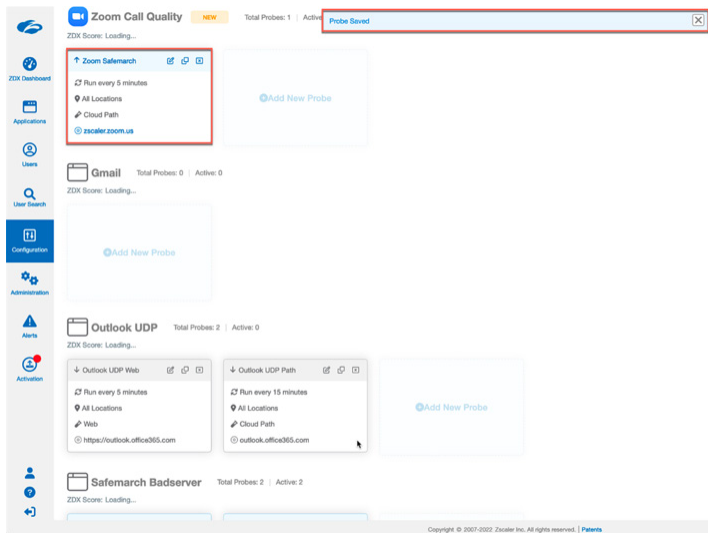 Zoom Call Quality NEW Total Probes: 1 | Active
Probe Saved
ZDX Score: Loading...
Zoom Safemarch
Run every 5 minutes
All Locations
Cloud Path
zscaler.zoom.us
Add New Probe
ZDX Dashboard
Applications
Users
User Search
Configuration
Administration
Alerts
Activation
Gmail Total Probes: 0 | Active: 0
ZDX Score: Loading...
Add New Probe
Outlook UDP Total Probes: 2 | Active: 0
ZDX Score: Loading...
Outlook UDP Web
Run every 5 minutes
All Locations
Web
https://outlook.office365.com
Outlook UDP Path
Run every 15 minutes
All Locations
Cloud Path
outlook.office365.com
Add New Probe
Safemarch Badserver Total Probes: 2 | Active: 2
ZDX Score: Loading...
Copyright © 2007-2022 Zscaler Inc. All rights reserved. | Patents